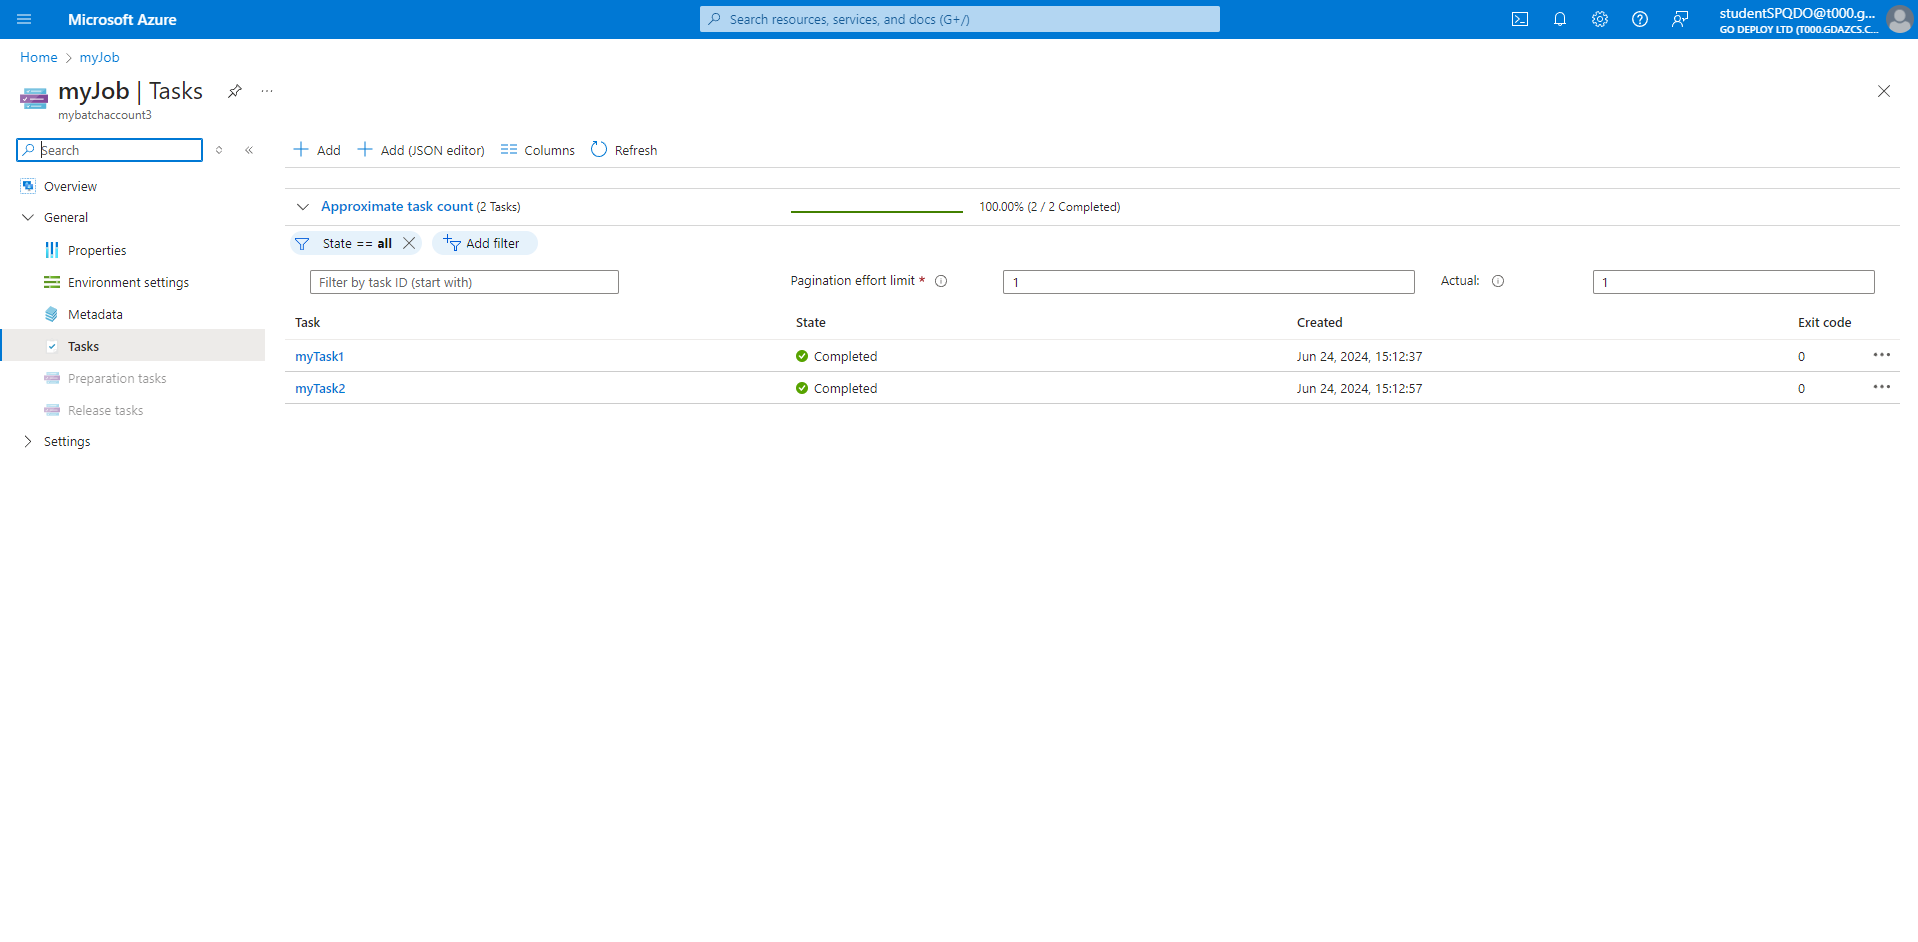 Microsoft Azure
Search resources, services, and docs (G+/)
studentSPQDO@t000.g...
GO DEPLOY LTD (T000.GDAZCS.C...
Home > myJob
myJob | Tasks
mybatchaccount3
Search
Overview
General
Properties
Environment settings
Metadata
Tasks
Preparation tasks
Release tasks
Settings
Add Add (JSON editor) Columns Refresh
Approximate task count (2 Tasks) 100.00% (2 / 2 Completed)
State == all Add filter
Filter by task ID (start with) Pagination effort limit * 1 Actual: 1
Task State Created Exit code
myTask1 Completed Jun 24, 2024, 15:12:37 0
myTask2 Completed Jun 24, 2024, 15:12:57 0